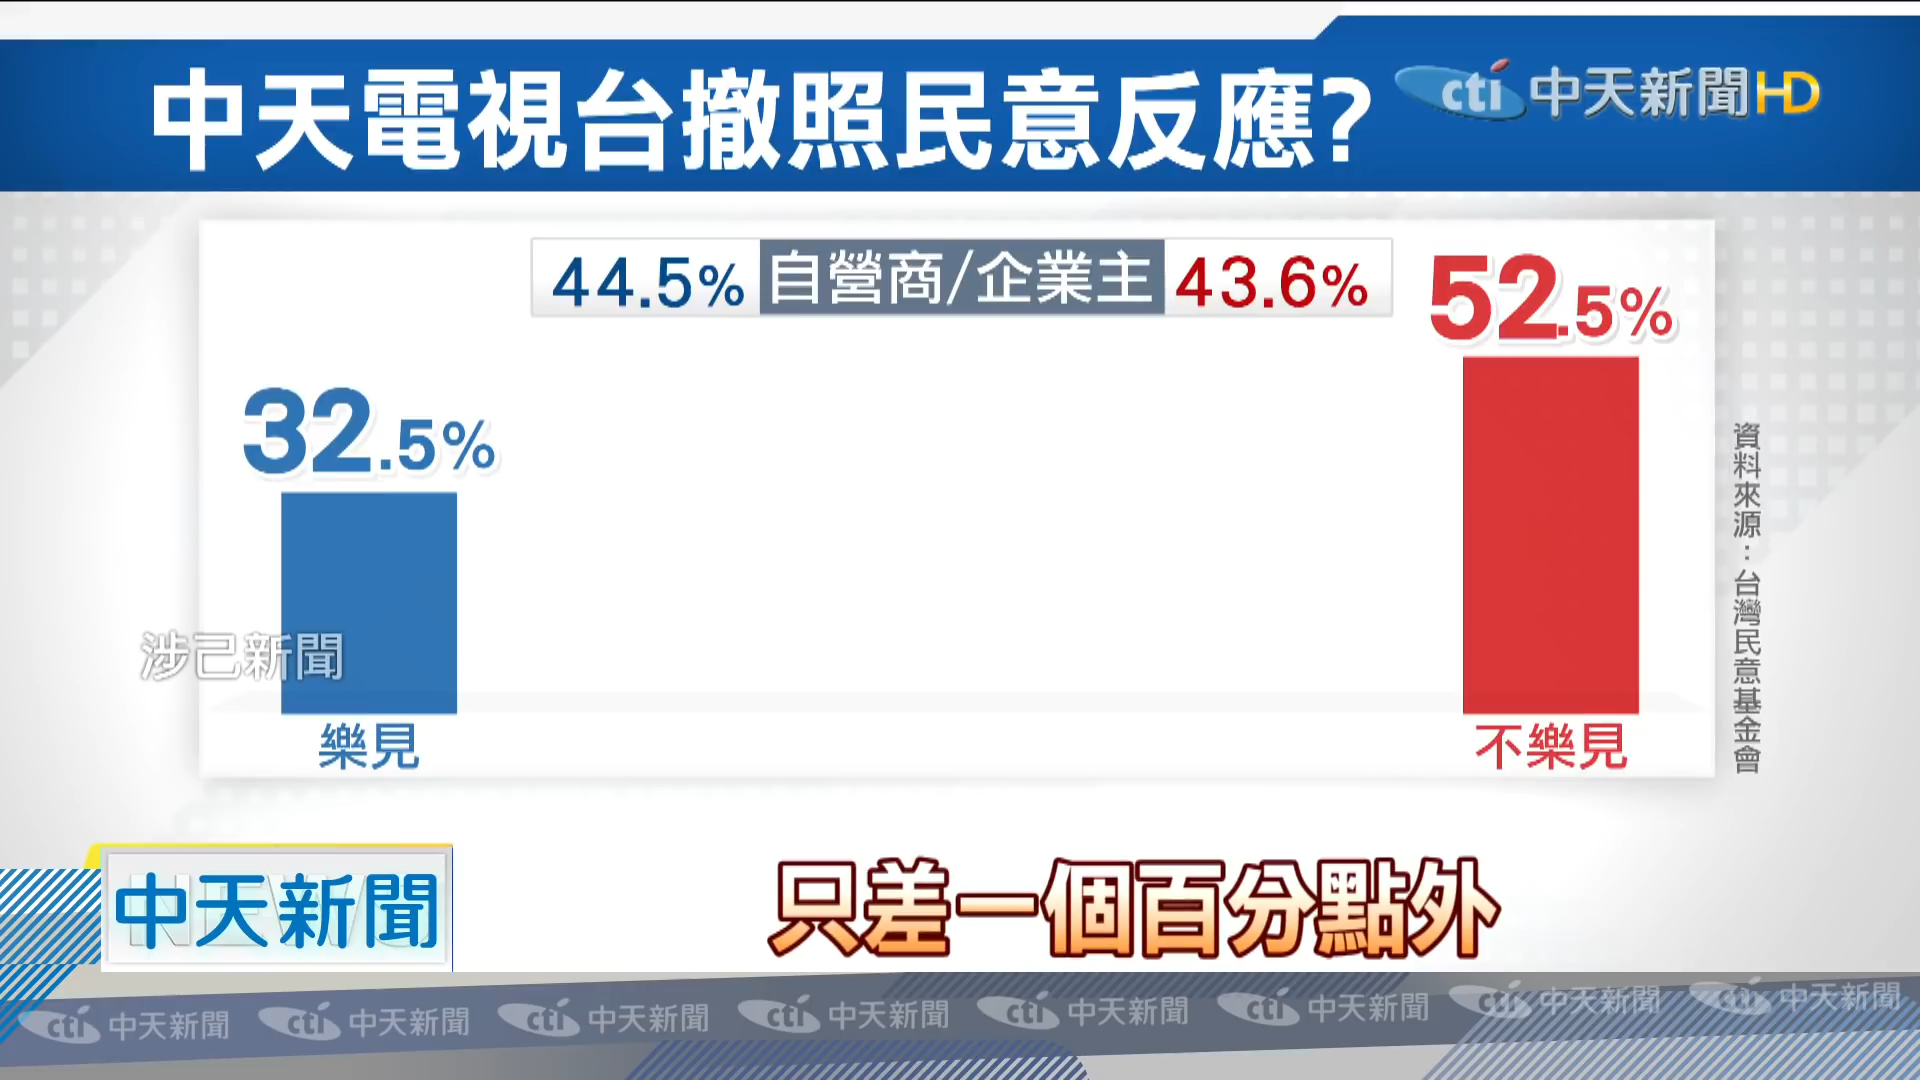 中天電視台撤照民意反應?
cti 中天新聞HD
44.5% 自營商/企業主 43.6%
52.5%
32.5%
資料來源：台灣民意基金會
涉己新聞
樂見
不樂見
中天新聞
只差一個百分點外
cti 中天新聞 cti 中天新聞 cti 中天新聞 cti 中天新聞 cti 中天新聞 cti 中天新聞 cti 中天新聞 cti 中天新聞